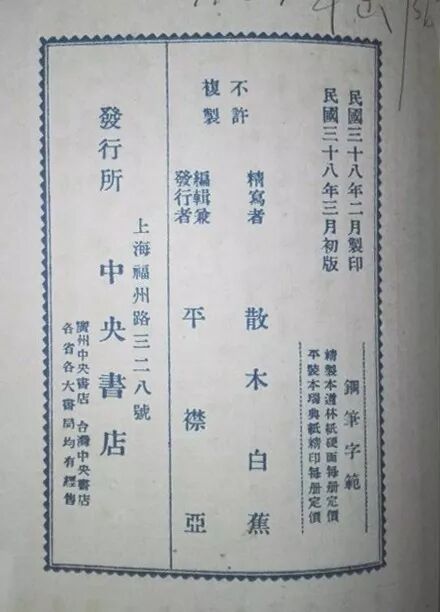 民國三十八年二月製印
民國三十八年三月初版
鋼筆字範
精製本道林紙硬面每册定價
平裝本瑞典紙精印每册定價
不許
複製
精寫者 散木白蕉
編輯兼
發行者 平襟亞
上海福州路三二八號
發行所 中央書店
廣州中央書店 台灣中央書店
各省各大書局均有經售